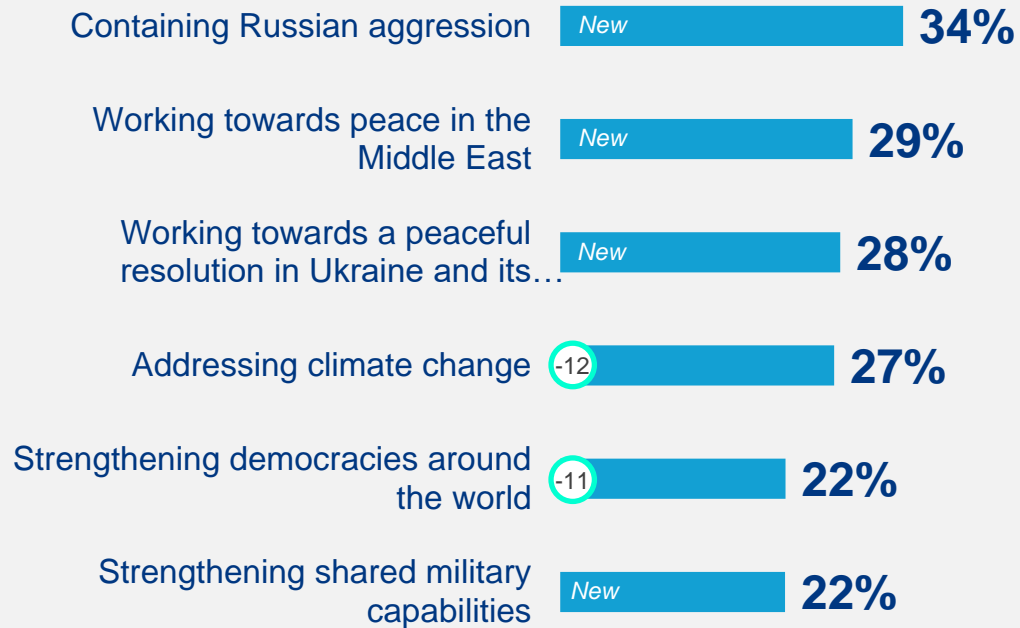 Containing Russian aggression
New
34%
Working towards peace in the
Middle East
New
29%
Working towards a peaceful
resolution in Ukraine and its…
New
28%
Addressing climate change
-12
27%
Strengthening democracies around
the world
-11
22%
Strengthening shared military
capabilities
New
22%